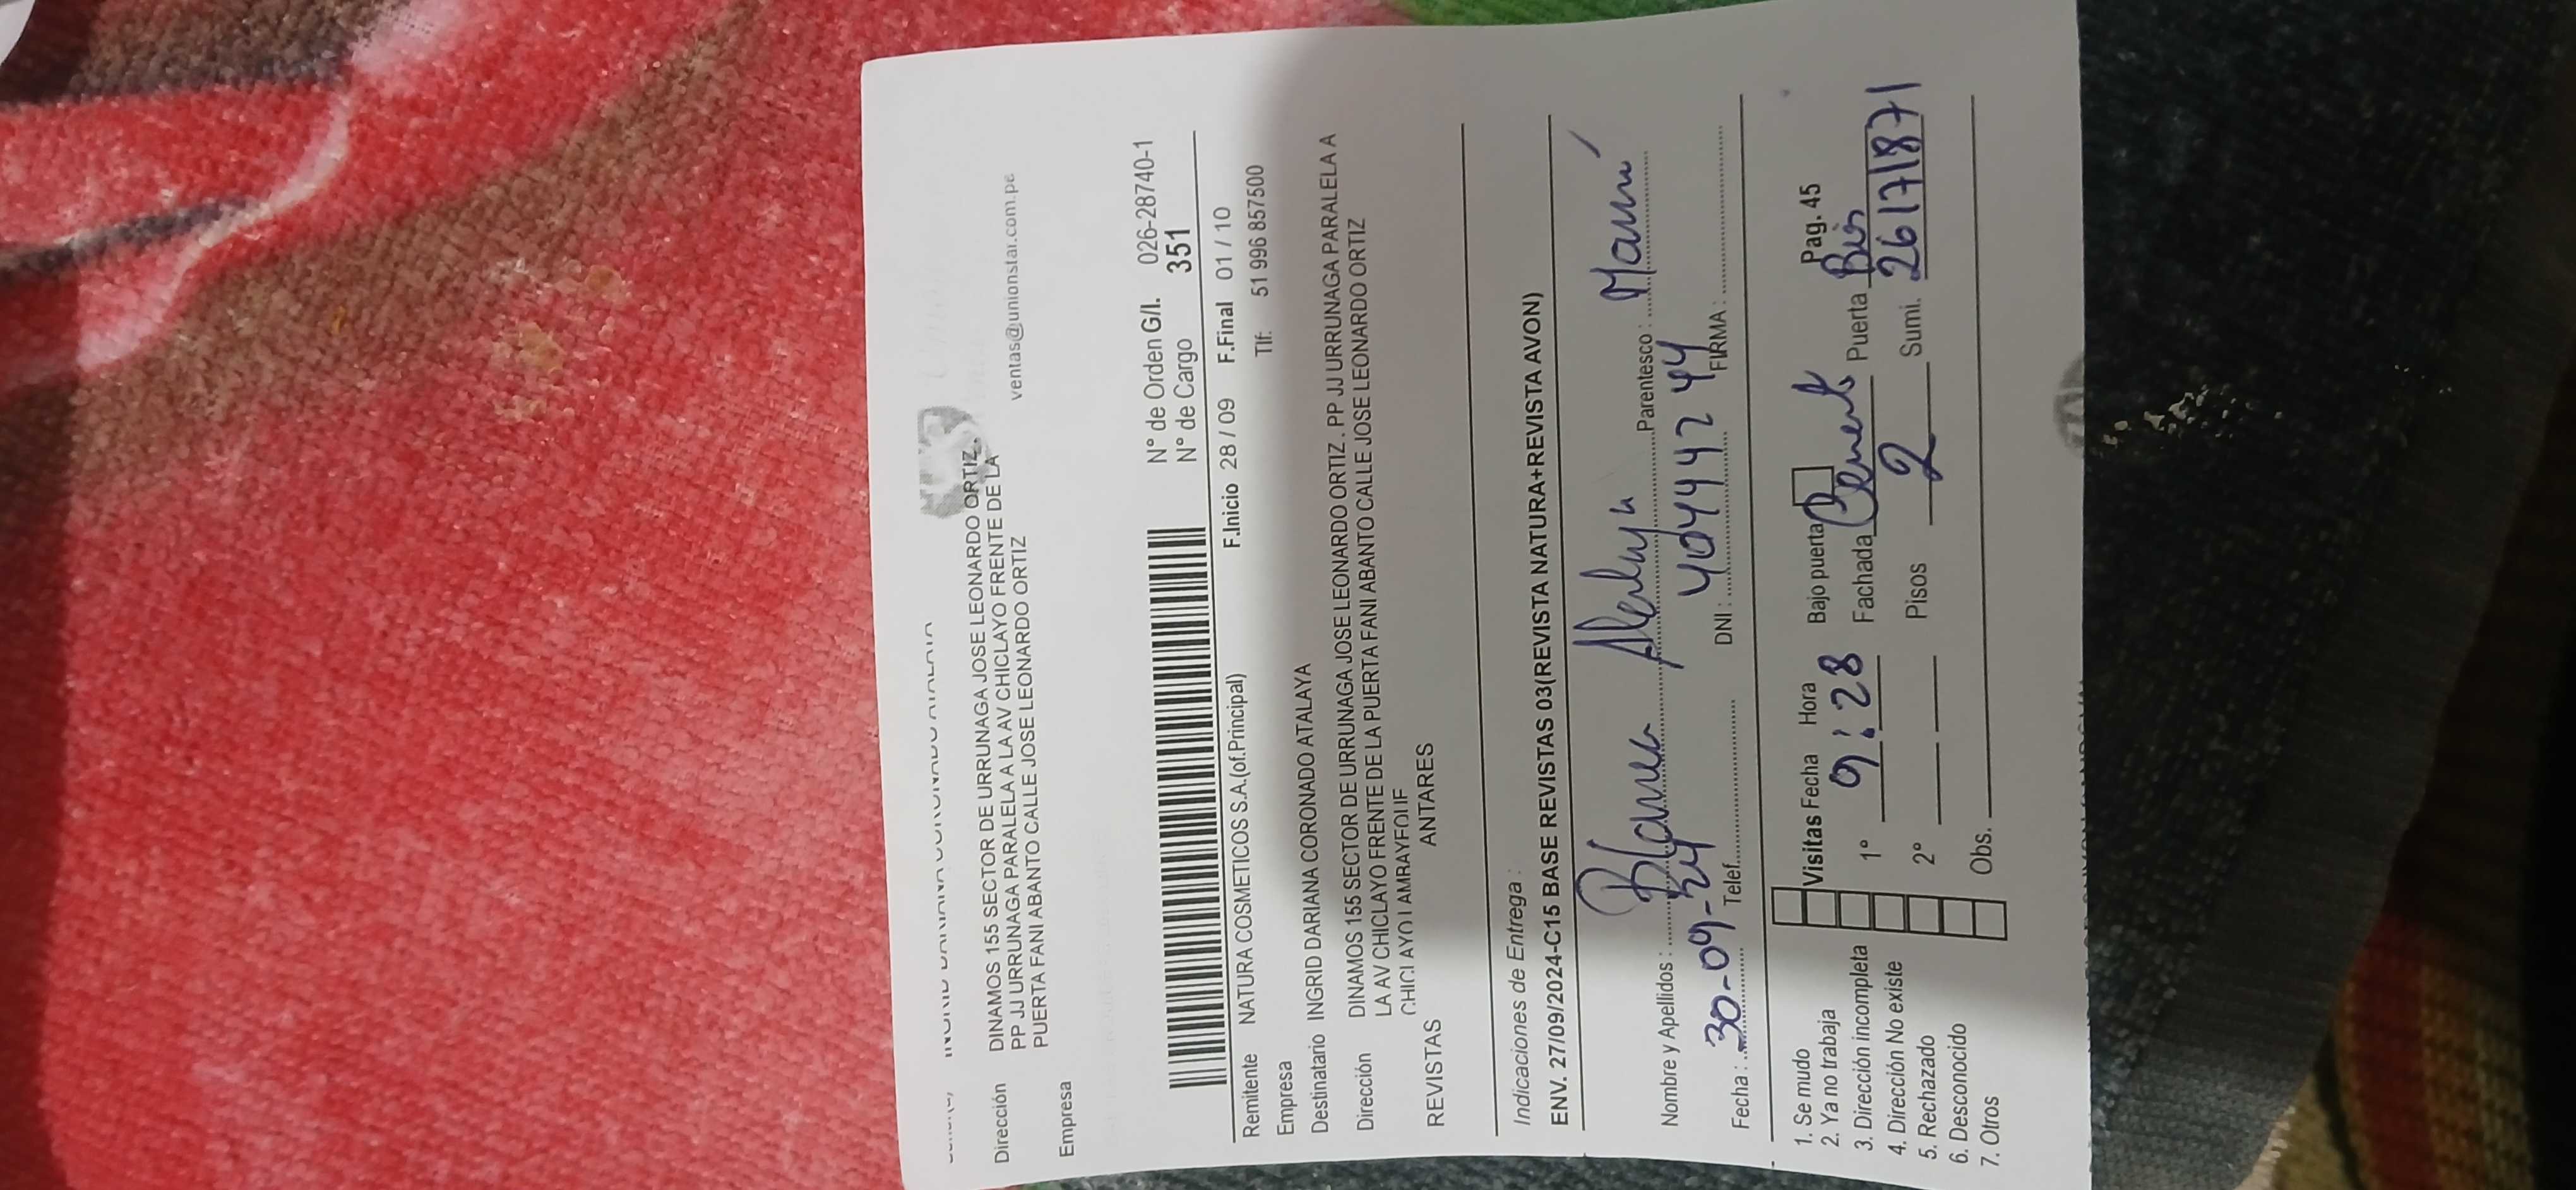 DINAMOS 155 SECTOR DE URRUNAGA JOSE LEONARDO ORTIZ.
Dirección PP JJ URRUNAGA PARALELA A LA AV CHICLAYO FRENTE DE LA
PUERTA FANI ABANTO CALLE JOSE LEONARDO ORTIZ
ventas@unionstar.com.pe
Empresa
N° de Orden G/I. 026-28740-1
N° de Cargo 351
F.Inicio 28 / 09 F.Final 01 / 10
Remitente NATURA COSMETICOS S.A.(of.Principal) Tlf: 51 996 857500
Empresa
Destinatario INGRID DARIANA CORONADO ATALAYA
Dirección DINAMOS 155 SECTOR DE URRUNAGA JOSE LEONARDO ORTIZ . PP JJ URRUNAGA PARALELA A
LA AV CHICLAYO FRENTE DE LA PUERTA FANI ABANTO CALLE JOSE LEONARDO ORTIZ
REVISTAS ANTARES
Indicaciones de Entrega :
ENV. 27/09/2024-C15 BASE REVISTAS 03(REVISTA NATURA+REVISTA AVON)
Nombre y Apellidos : Blanca Parentesco : Mamí
Fecha : 30-09-24 Telef. DNI : 40444244 FIRMA :
1. Se mudo
2. Ya no trabaja
3. Dirección incompleta
4. Dirección No existe
5. Rechazado
6. Desconocido
7. Otros
Visitas Fecha Hora Bajo puerta Pag. 45
1° 9:28 Fachada Puerta
2° Pisos 2 Sumi. 26171871
Obs.